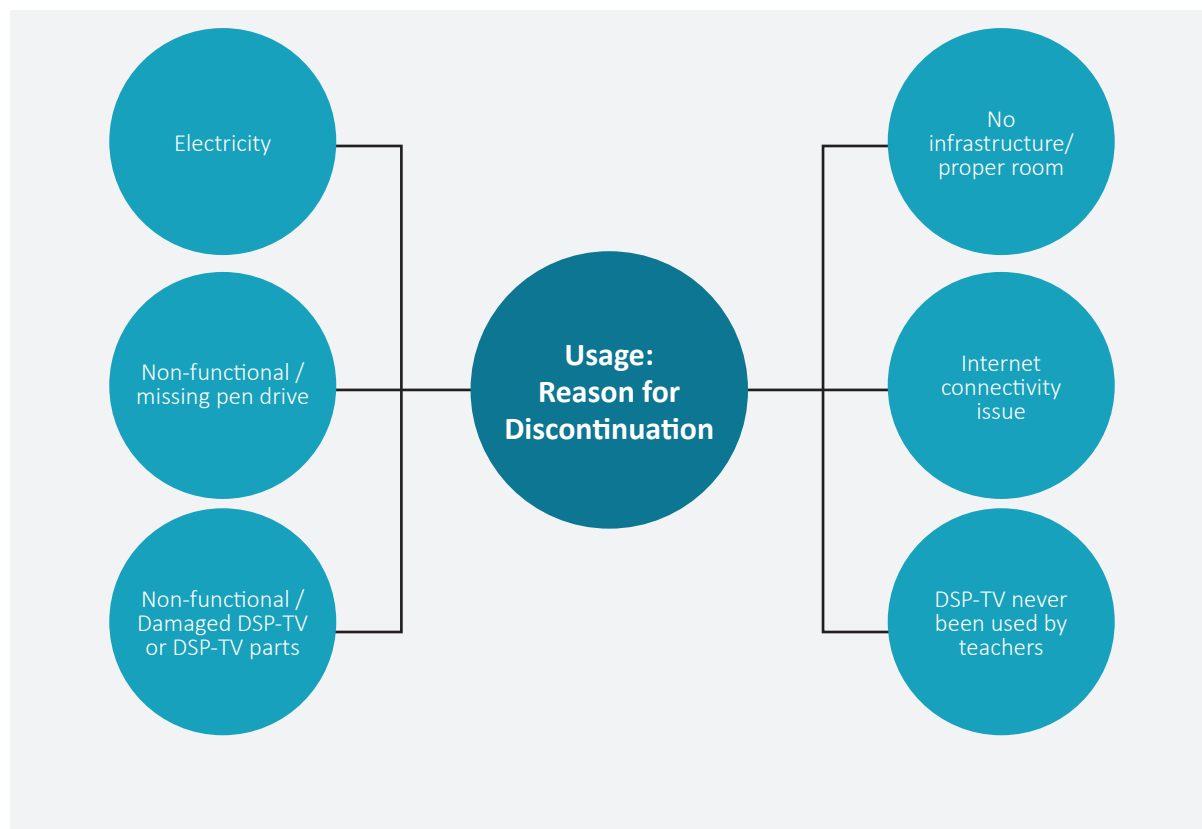 Electricity
Non-functional /
missing pen drive
Non-functional /
Damaged DSP-TV
or DSP-TV parts
Usage:
Reason for
Discontinuation
No
infrastructure/
proper room
Internet
connectivity
issue
DSP-TV never
been used by
teachers